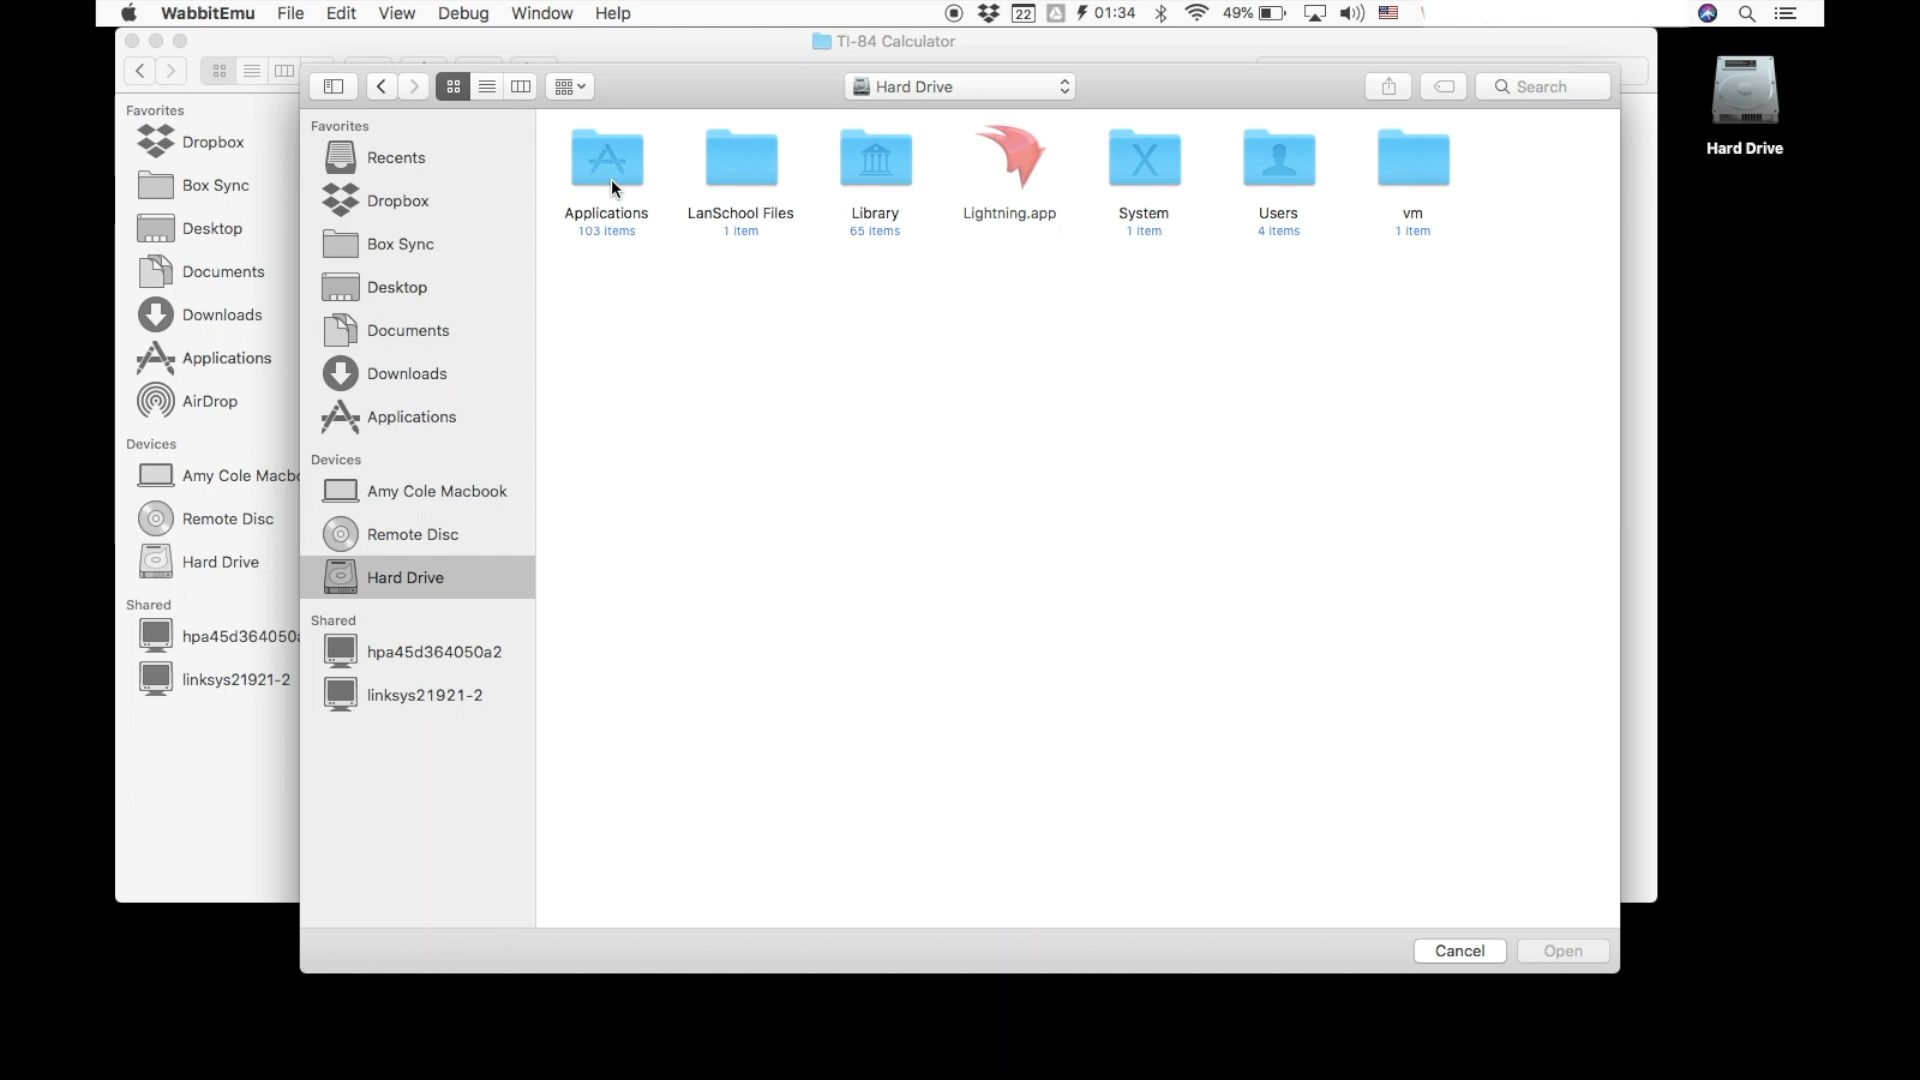 WabbitEmu File Edit View Debug Window Help 22 01:34 49%
TI-84 Calculator
Hard Drive
Search
Favorites
Dropbox
Box Sync
Desktop
Documents
Downloads
Applications
AirDrop
Devices
Amy Cole Macbo
Remote Disc
Hard Drive
Shared
hpa45d364050a
linksys21921-2
Favorites
Recents
Dropbox
Box Sync
Desktop
Documents
Downloads
Applications
Devices
Amy Cole Macbook
Remote Disc
Hard Drive
Shared
hpa45d364050a2
linksys21921-2
Applications LanSchool Files Library Lightning.app System Users vm
103 items 1 item 65 items 1 item 4 items 1 item
Cancel Open
Hard Drive